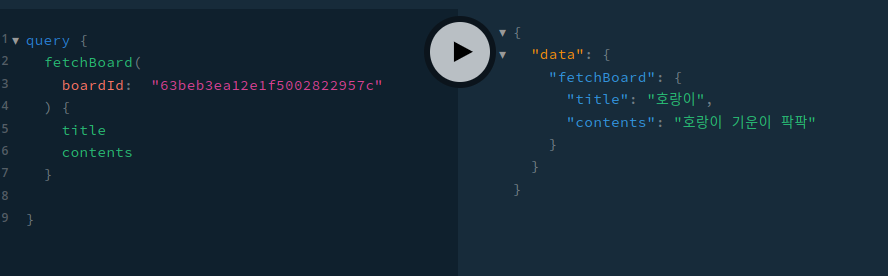 1 ▼ query {
2 fetchBoard(
3 boardId: "63beb3ea12e1f5002822957c"
4 ) {
5 title
6 contents
7 }
8
9 }
▼ {
▼ "data": {
"fetchBoard": {
"title": "호랑이",
"contents": "호랑이 기운이 팍팍"
}
}
}